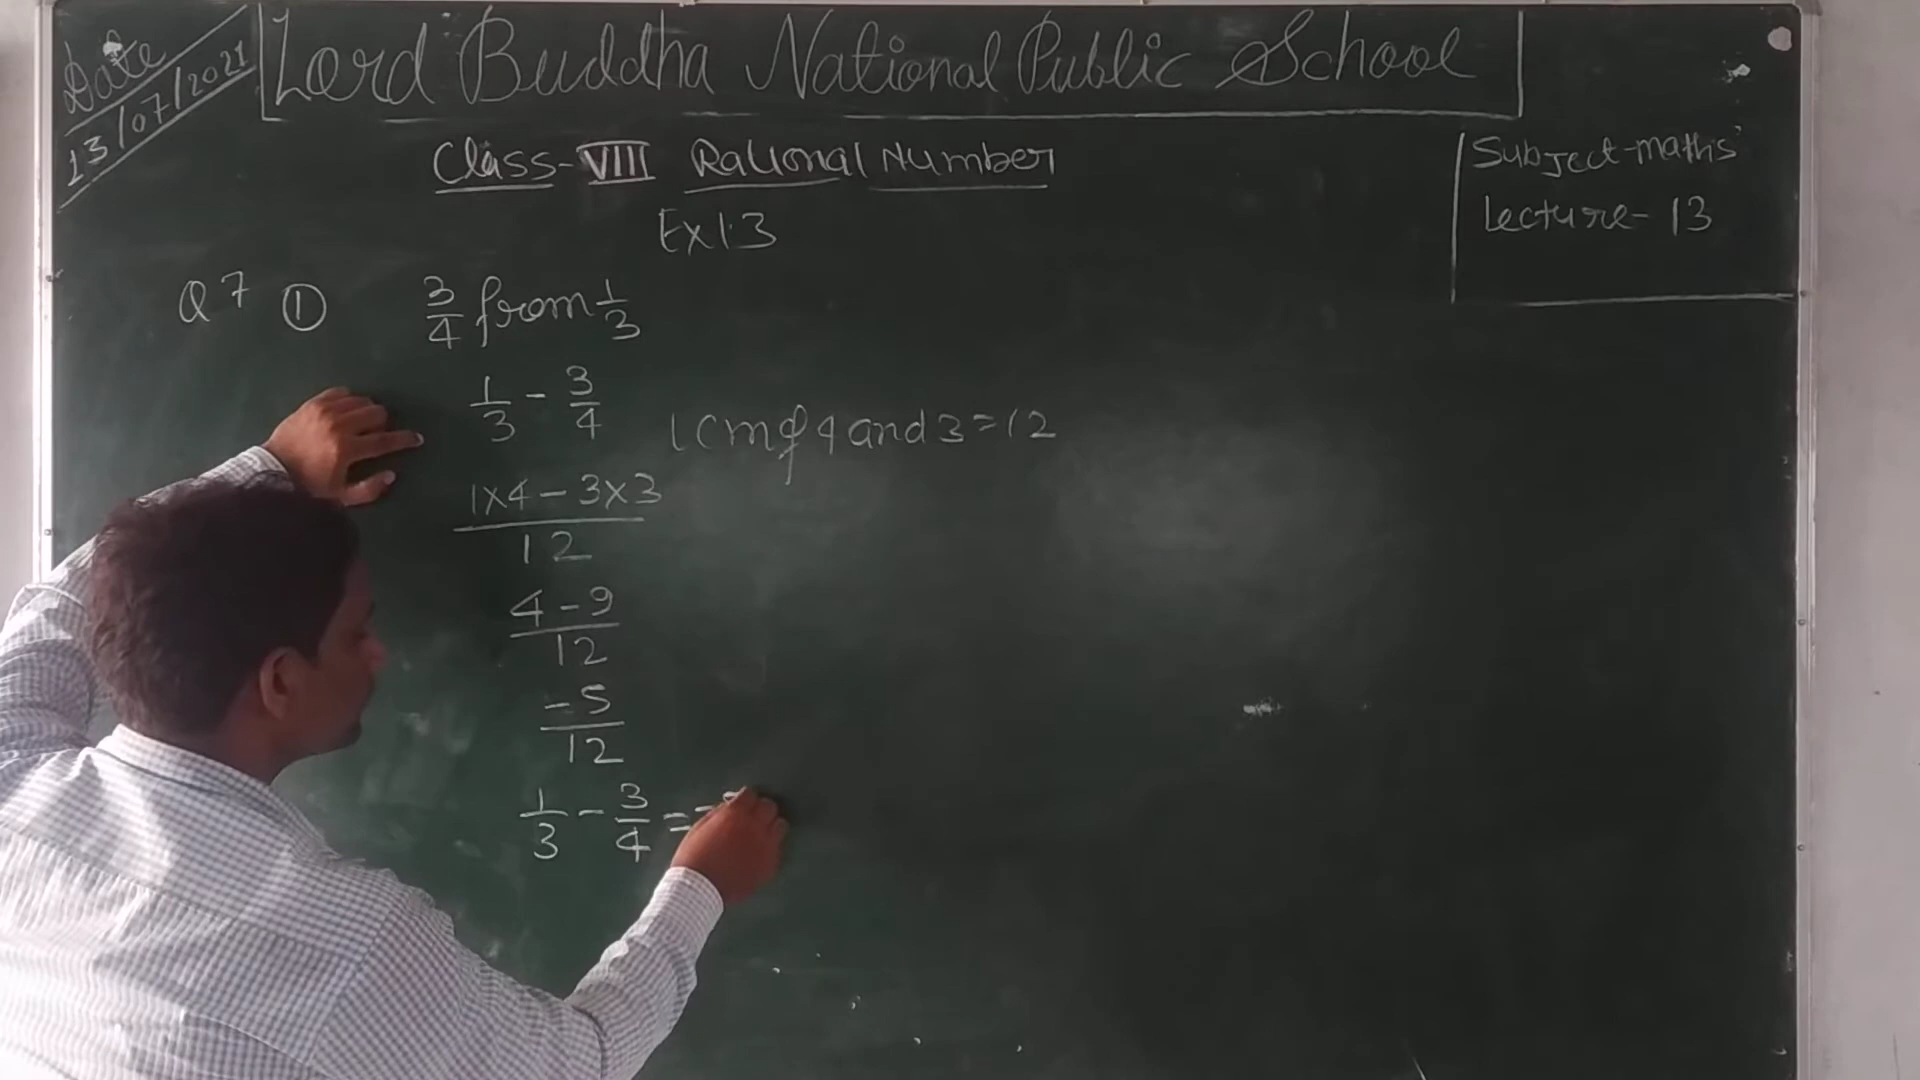 Date
13/07/2021
Lord Buddha National Public School
Class-VIII Rational Number
Subject-maths
Lecture-13
Ex 1.3
Q7 ① 3/4 from 1/3
1/3 - 3/4
lcm of 4 and 3=12
1x4-3x3/12
4-9/12
-5/12
1/3 - 3/4 = -